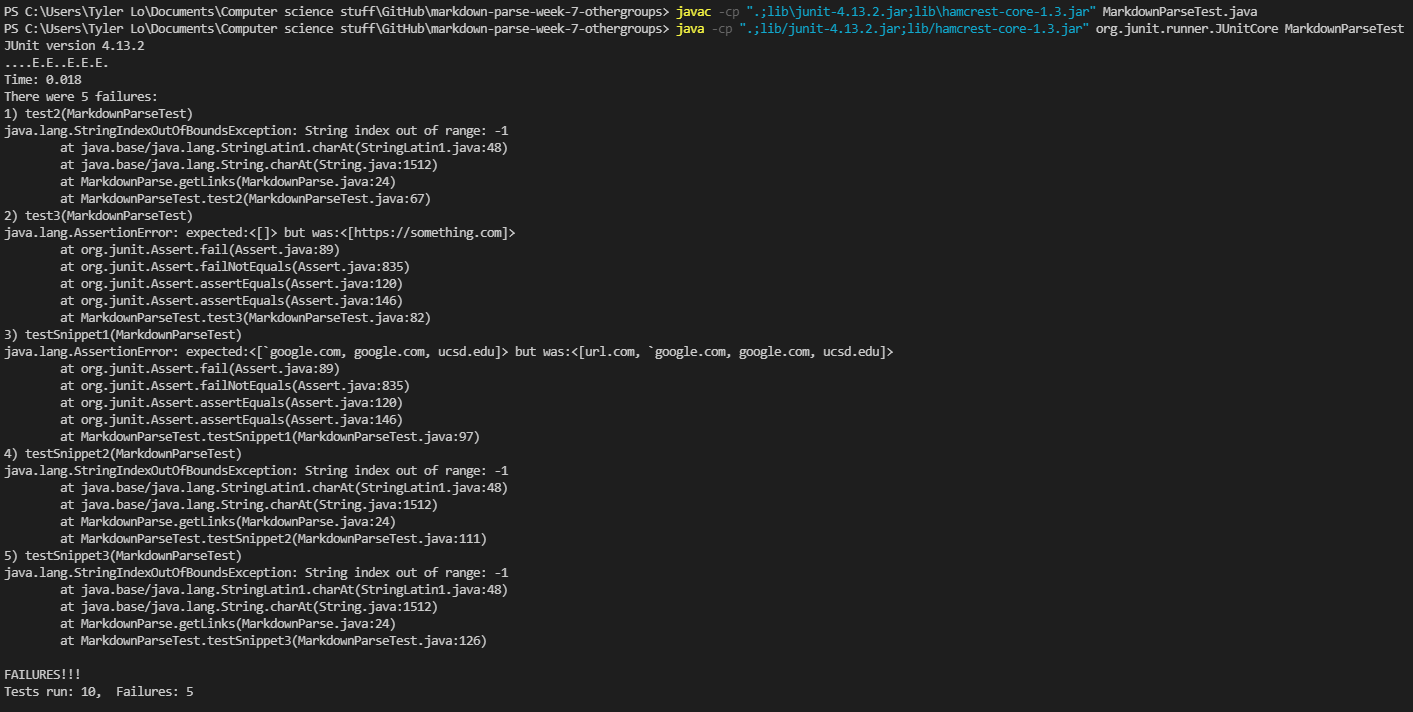 PS C:\Users\Tyler Lo\Documents\Computer science stuff\GitHub\markdown-parse-week-7-othergroups> javac -cp ".;lib\junit-4.13.2.jar;lib\hamcrest-core-1.3.jar" MarkdownParseTest.java
PS C:\Users\Tyler Lo\Documents\Computer science stuff\GitHub\markdown-parse-week-7-othergroups> java -cp ".;lib/junit-4.13.2.jar;lib/hamcrest-core-1.3.jar" org.junit.runner.JUnitCore MarkdownParseTest
JUnit version 4.13.2
....E.E..E.E.E.
Time: 0.018
There were 5 failures:
1) test2(MarkdownParseTest)
java.lang.StringIndexOutOfBoundsException: String index out of range: -1
        at java.base/java.lang.StringLatin1.charAt(StringLatin1.java:48)
        at java.base/java.lang.String.charAt(String.java:1512)
        at MarkdownParse.getLinks(MarkdownParse.java:24)
        at MarkdownParseTest.test2(MarkdownParseTest.java:67)
2) test3(MarkdownParseTest)
java.lang.AssertionError: expected:<[]> but was:<[https://something.com]>
        at org.junit.Assert.fail(Assert.java:89)
        at org.junit.Assert.failNotEquals(Assert.java:835)
        at org.junit.Assert.assertEquals(Assert.java:120)
        at org.junit.Assert.assertEquals(Assert.java:146)
        at MarkdownParseTest.test3(MarkdownParseTest.java:82)
3) testSnippet1(MarkdownParseTest)
java.lang.AssertionError: expected:<[`google.com, google.com, ucsd.edu]> but was:<[url.com, `google.com, google.com, ucsd.edu]>
        at org.junit.Assert.fail(Assert.java:89)
        at org.junit.Assert.failNotEquals(Assert.java:835)
        at org.junit.Assert.assertEquals(Assert.java:120)
        at org.junit.Assert.assertEquals(Assert.java:146)
        at MarkdownParseTest.testSnippet1(MarkdownParseTest.java:97)
4) testSnippet2(MarkdownParseTest)
java.lang.StringIndexOutOfBoundsException: String index out of range: -1
        at java.base/java.lang.StringLatin1.charAt(StringLatin1.java:48)
        at java.base/java.lang.String.charAt(String.java:1512)
        at MarkdownParse.getLinks(MarkdownParse.java:24)
        at MarkdownParseTest.testSnippet2(MarkdownParseTest.java:111)
5) testSnippet3(MarkdownParseTest)
java.lang.StringIndexOutOfBoundsException: String index out of range: -1
        at java.base/java.lang.StringLatin1.charAt(StringLatin1.java:48)
        at java.base/java.lang.String.charAt(String.java:1512)
        at MarkdownParse.getLinks(MarkdownParse.java:24)
        at MarkdownParseTest.testSnippet3(MarkdownParseTest.java:126)

FAILURES!!!
Tests run: 10,  Failures: 5